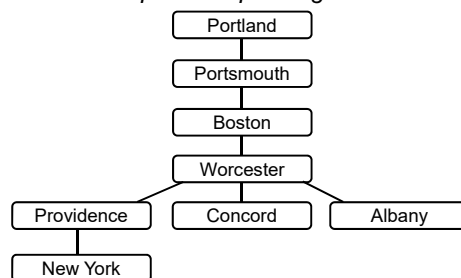 Portland
Portsmouth
Boston
Worcester
Providence Concord Albany
New York